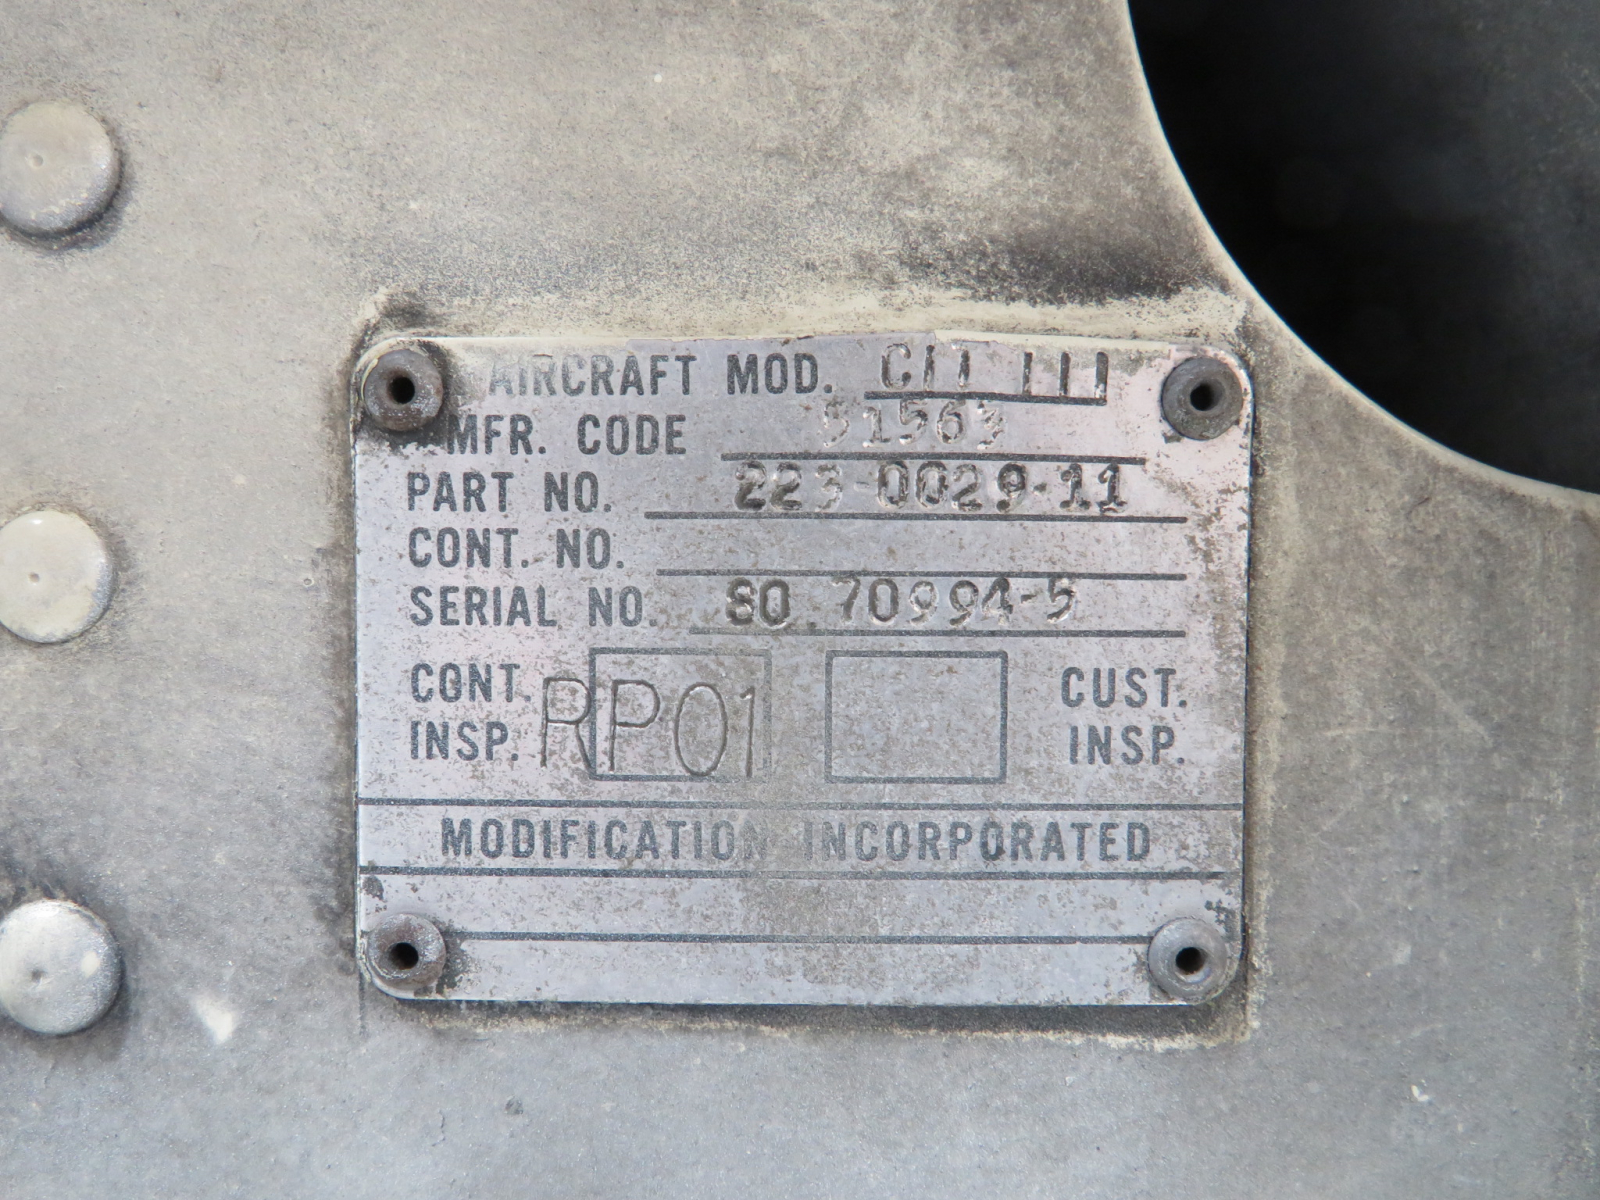 AIRCRAFT MOD. CIT III
MFR. CODE 51563
PART NO. 223-0029-11
CONT. NO.
SERIAL NO. 80.70994-5
CONT. INSP. RP01 CUST. INSP.
MODIFICATION INCORPORATED